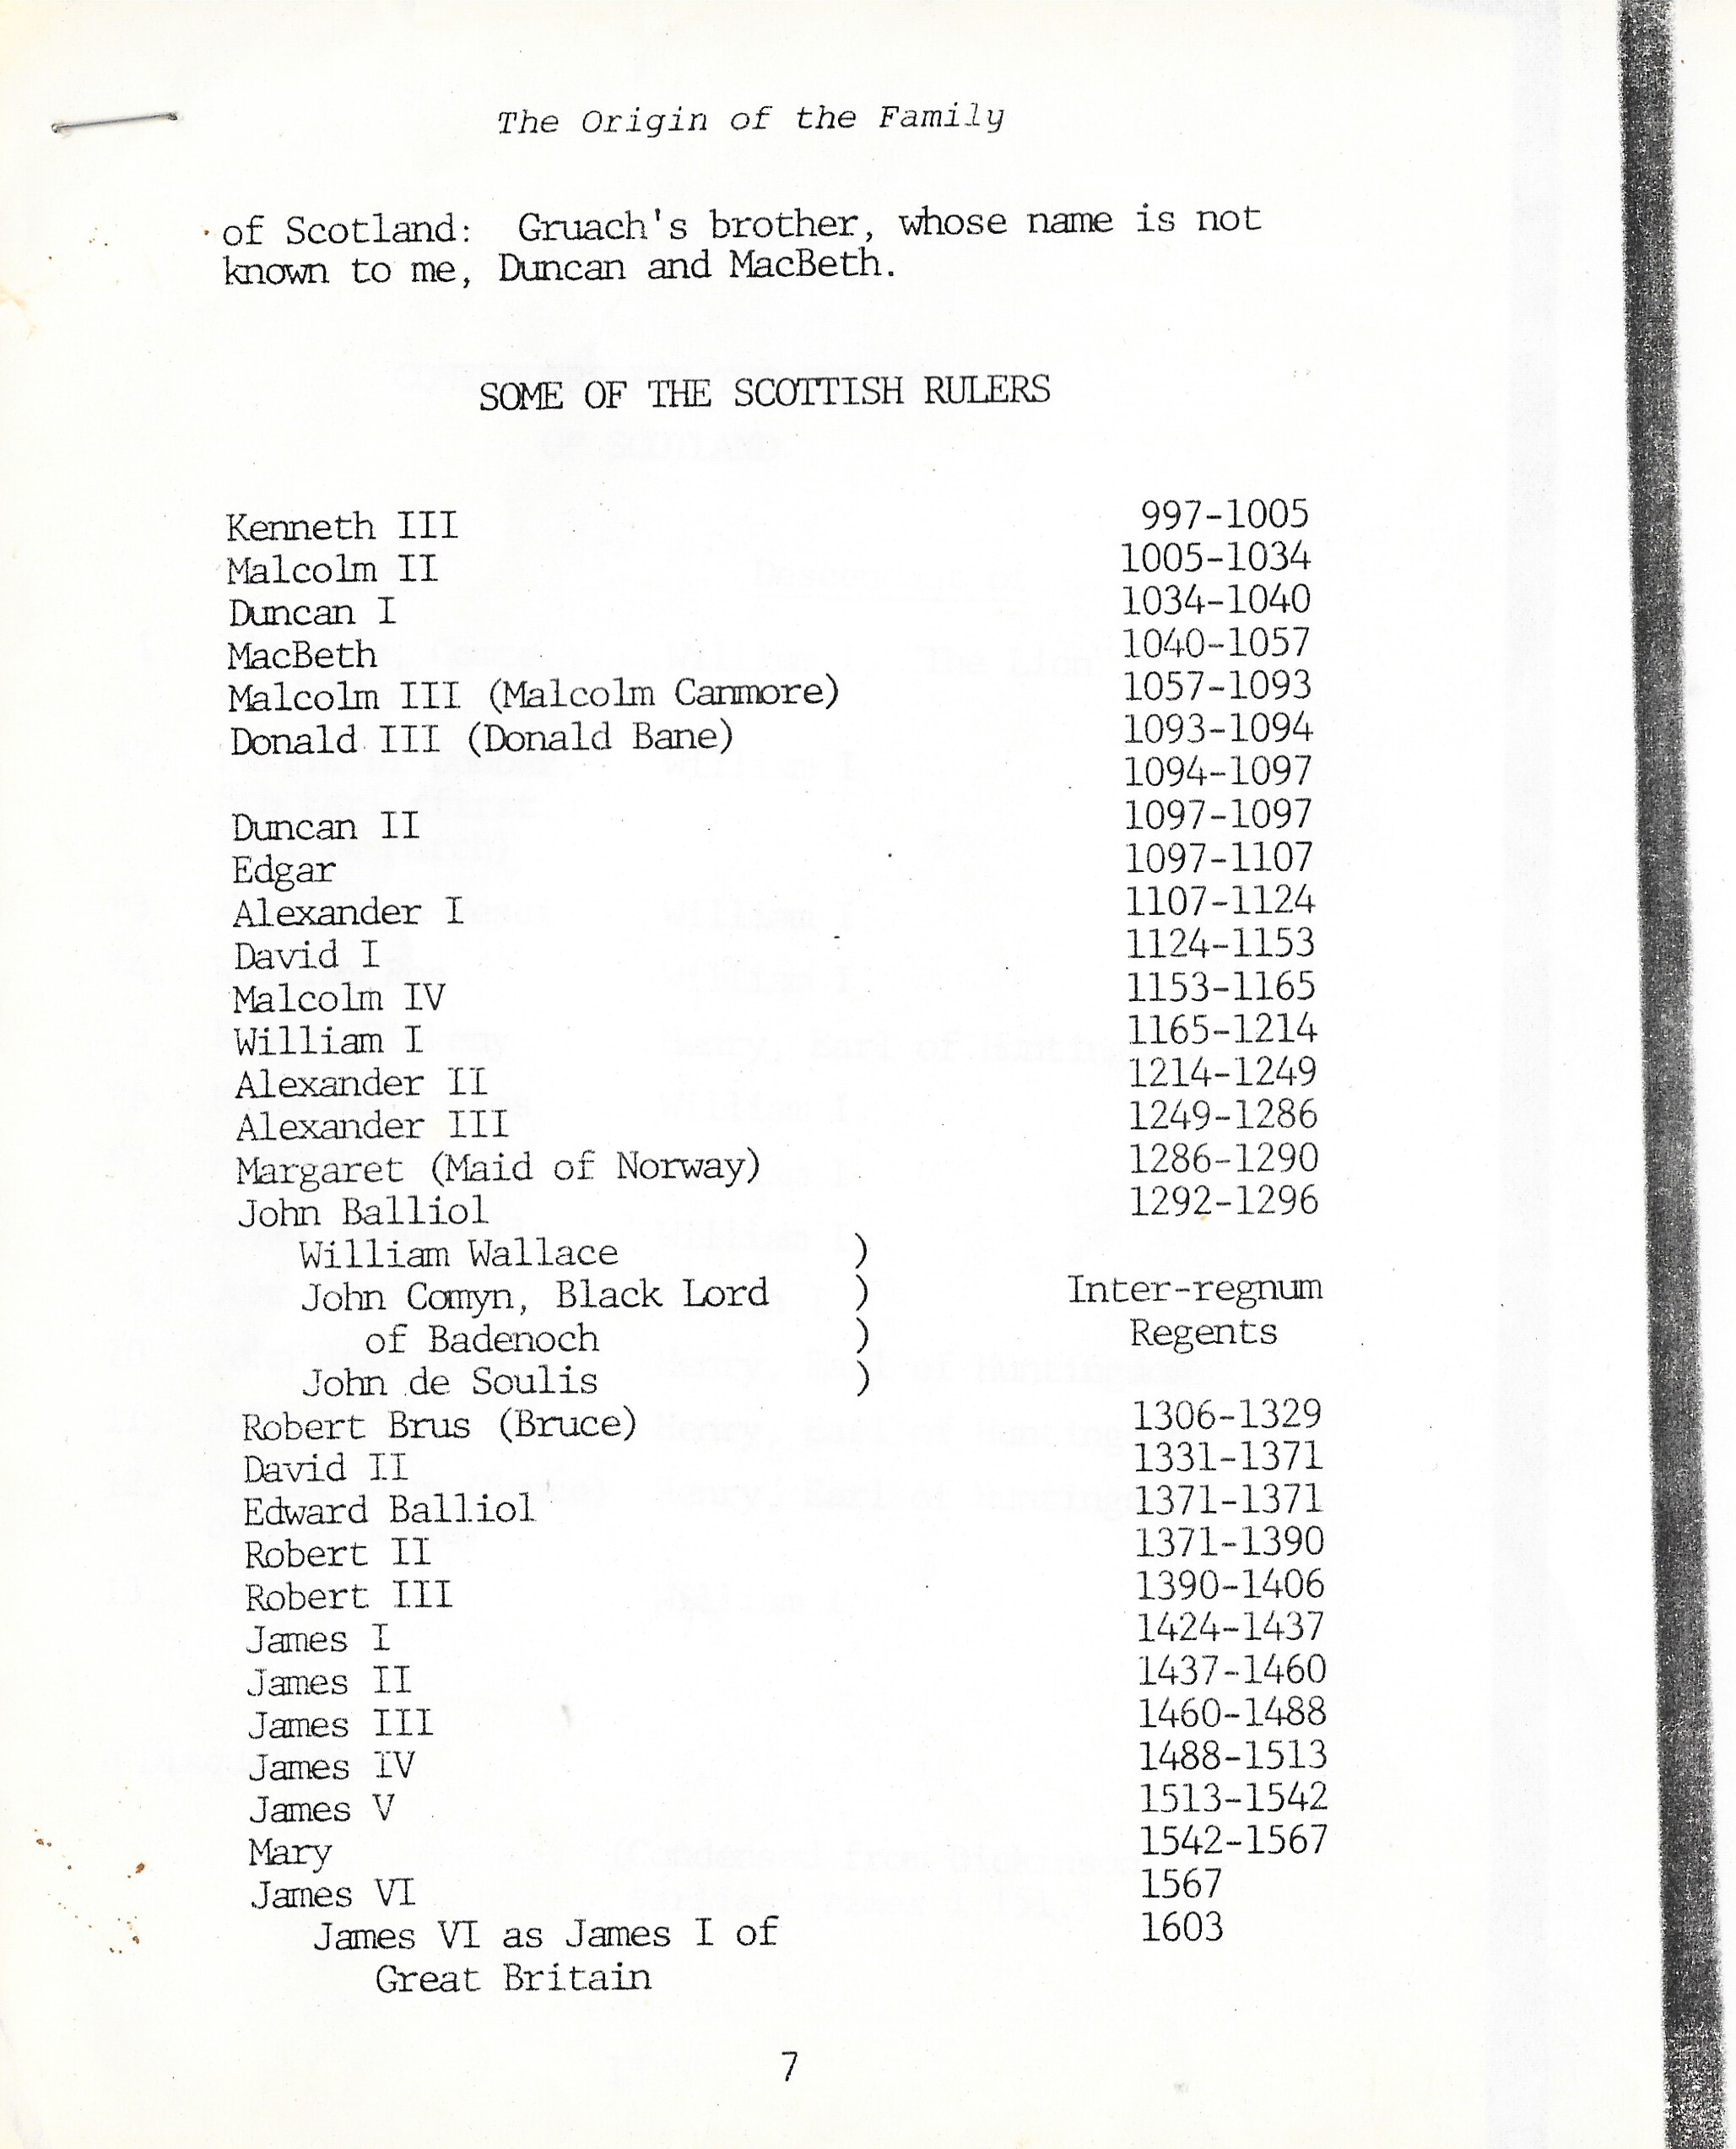 The Origin of the Family
of Scotland: Gruach's brother, whose name is not
known to me, Duncan and MacBeth.
SOME OF THE SCOTTISH RULERS
Kenneth III 997-1005
Malcolm II 1005-1034
Duncan I 1034-1040
MacBeth 1040-1057
Malcolm III (Malcolm Canmore) 1057-1093
Donald III (Donald Bane) 1093-1094
1094-1097
Duncan II 1097-1097
Edgar 1097-1107
Alexander I 1107-1124
David I 1124-1153
Malcolm IV 1153-1165
William I 1165-1214
Alexander II 1214-1249
Alexander III 1249-1286
Margaret (Maid of Norway) 1286-1290
John Balliol 1292-1296
William Wallace )
John Comyn, Black Lord ) Inter-regnum
of Badenoch ) Regents
John de Soulis )
Robert Brus (Bruce) 1306-1329
David II 1331-1371
Edward Balliol 1371-1371
Robert II 1371-1390
Robert III 1390-1406
James I 1424-1437
James II 1437-1460
James III 1460-1488
James IV 1488-1513
James V 1513-1542
Mary 1542-1567
James VI 1567
James VI as James I of 1603
Great Britain
7